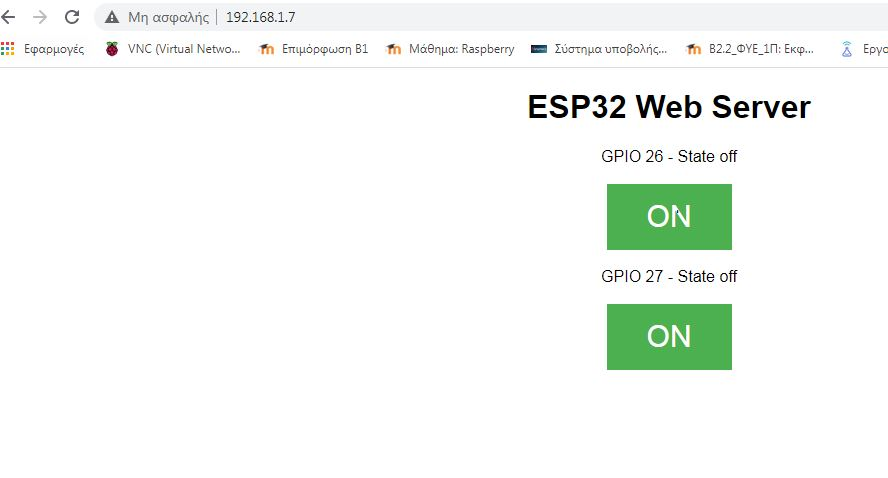 Μη ασφαλής 192.168.1.7
Εφαρμογές VNC (Virtual Netwo... Επιμόρφωση Β1 Μάθημα: Raspberry Σύστημα υποβολής... Β2.2_ΦΥΕ_1Π: Εκφ... Εργο
ESP32 Web Server
GPIO 26 - State off
ON
GPIO 27 - State off
ON